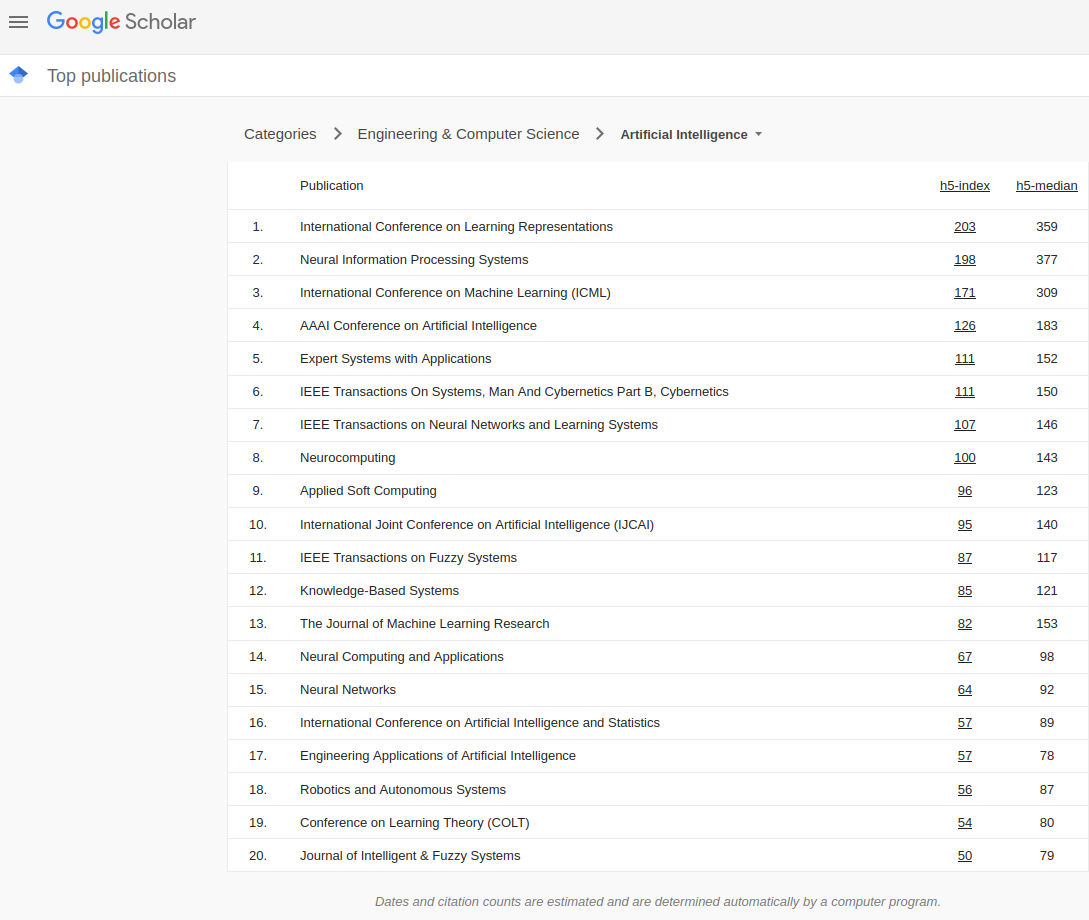 Google Scholar
Top publications
Categories Engineering & Computer Science Artificial Intelligence
Publication h5-index h5-median
1. International Conference on Learning Representations 203 359
2. Neural Information Processing Systems 198 377
3. International Conference on Machine Learning (ICML) 171 309
4. AAAI Conference on Artificial Intelligence 126 183
5. Expert Systems with Applications 111 152
6. IEEE Transactions On Systems, Man And Cybernetics Part B, Cybernetics 111 150
7. IEEE Transactions on Neural Networks and Learning Systems 107 146
8. Neurocomputing 100 143
9. Applied Soft Computing 96 123
10. International Joint Conference on Artificial Intelligence (IJCAI) 95 140
11. IEEE Transactions on Fuzzy Systems 87 117
12. Knowledge-Based Systems 85 121
13. The Journal of Machine Learning Research 82 153
14. Neural Computing and Applications 67 98
15. Neural Networks 64 92
16. International Conference on Artificial Intelligence and Statistics 57 89
17. Engineering Applications of Artificial Intelligence 57 78
18. Robotics and Autonomous Systems 56 87
19. Conference on Learning Theory (COLT) 54 80
20. Journal of Intelligent & Fuzzy Systems 50 79
Dates and citation counts are estimated and are determined automatically by a computer program.